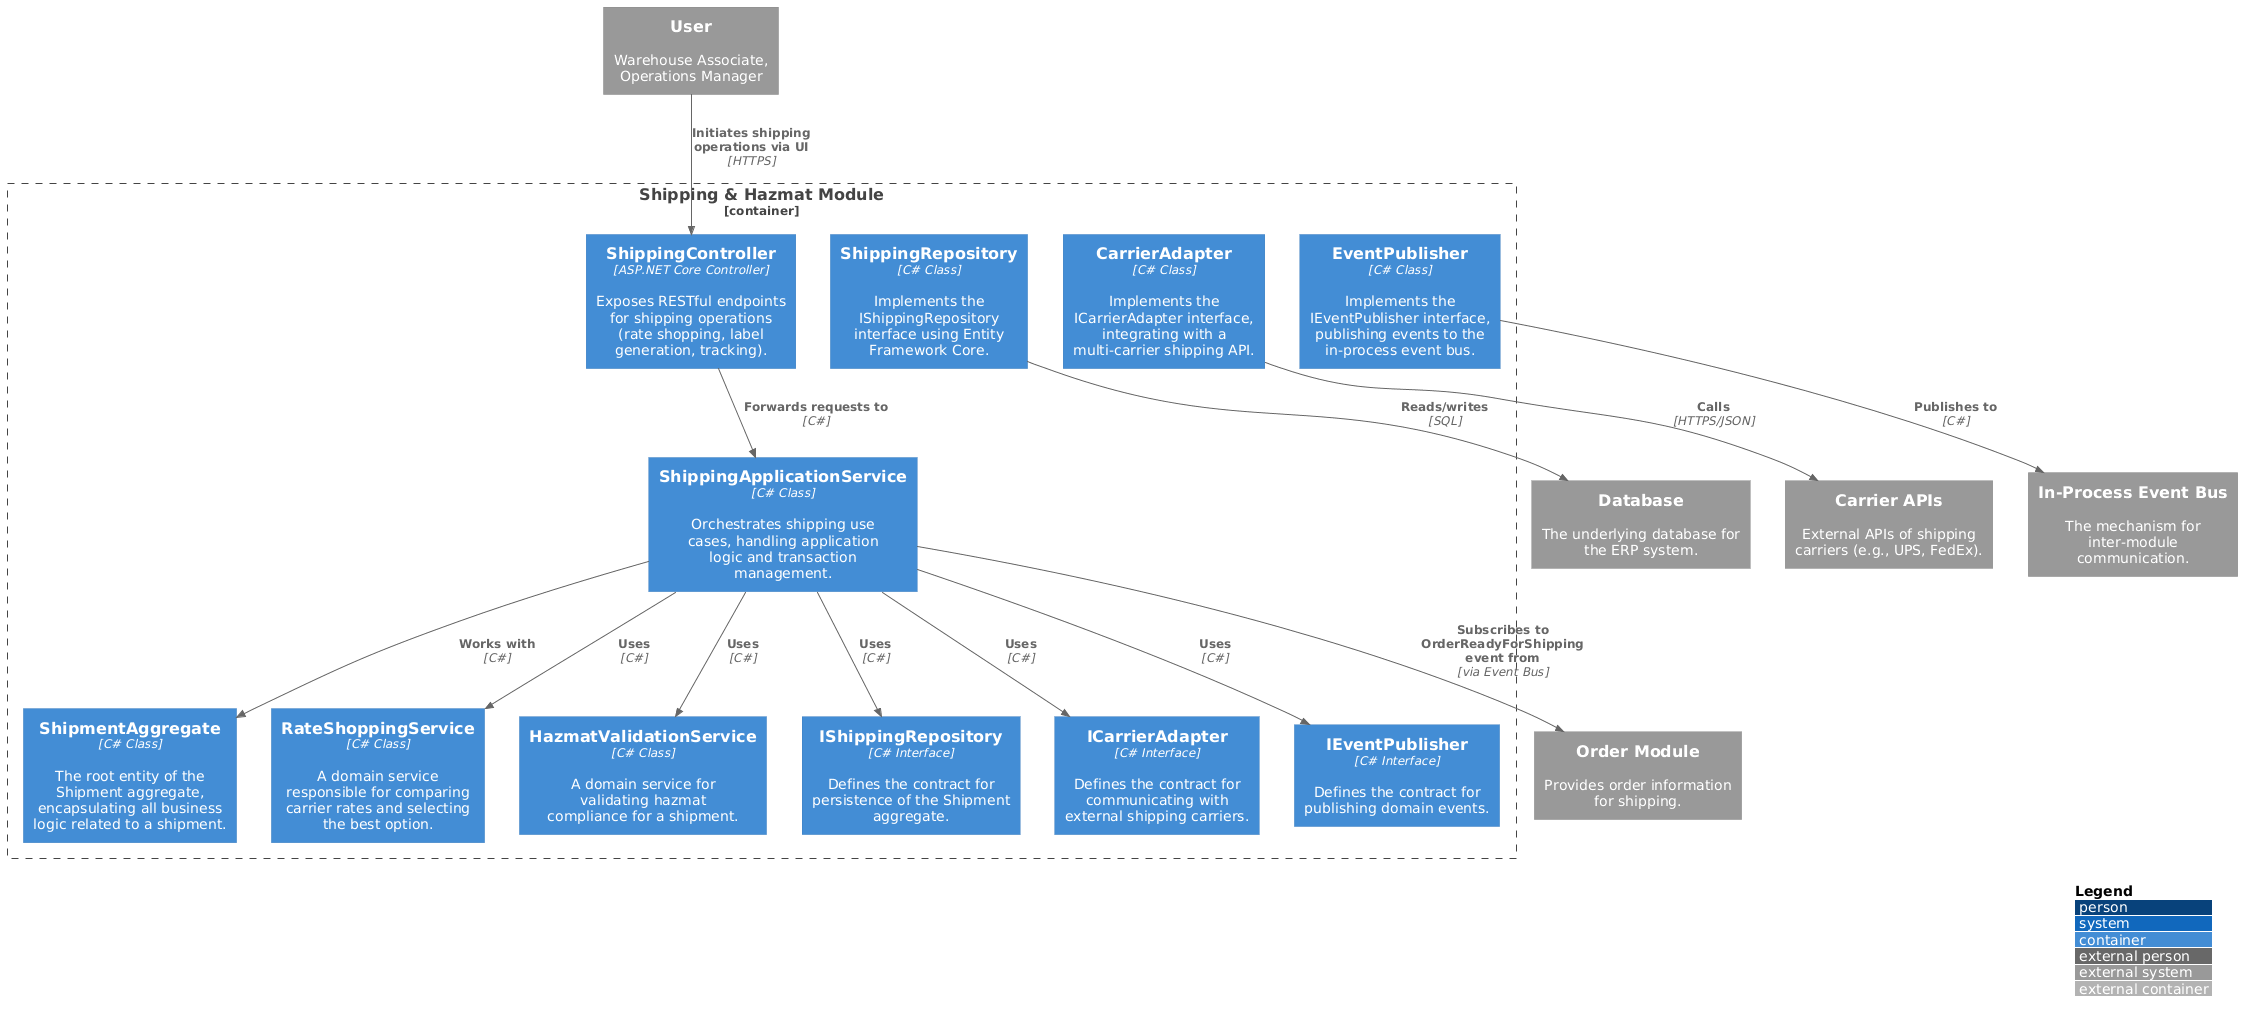 User
Warehouse Associate,
Operations Manager
Initiates shipping
operations via UI
[HTTPS]
Shipping & Hazmat Module
[container]
ShippingController
[ASP.NET Core Controller]
Exposes RESTful endpoints
for shipping operations
(rate shopping, label
generation, tracking).
ShippingRepository
[C# Class]
Implements the
IShippingRepository
interface using Entity
Framework Core.
CarrierAdapter
[C# Class]
Implements the
ICarrierAdapter interface,
integrating with a
multi-carrier shipping API.
EventPublisher
[C# Class]
Implements the
IEventPublisher interface,
publishing events to the
in-process event bus.
Forwards requests to
[C#]
Reads/writes
[SQL]
Calls
[HTTPS/JSON]
Publishes to
[C#]
ShippingApplicationService
[C# Class]
Orchestrates shipping use
cases, handling application
logic and transaction
management.
Database
The underlying database for
the ERP system.
Carrier APIs
External APIs of shipping
carriers (e.g., UPS, FedEx).
In-Process Event Bus
The mechanism for
inter-module
communication.
Works with
[C#]
Uses
[C#]
Uses
[C#]
Uses
[C#]
Uses
[C#]
Uses
[C#]
Subscribes to
OrderReadyForShipping
event from
[via Event Bus]
ShipmentAggregate
[C# Class]
The root entity of the
Shipment aggregate,
encapsulating all business
logic related to a shipment.
RateShoppingService
[C# Class]
A domain service
responsible for comparing
carrier rates and selecting
the best option.
HazmatValidationService
[C# Class]
A domain service for
validating hazmat
compliance for a shipment.
IShippingRepository
[C# Interface]
Defines the contract for
persistence of the Shipment
aggregate.
ICarrierAdapter
[C# Interface]
Defines the contract for
communicating with
external shipping carriers.
IEventPublisher
[C# Interface]
Defines the contract for
publishing domain events.
Order Module
Provides order information
for shipping.
Legend
person
system
container
external person
external system
external container